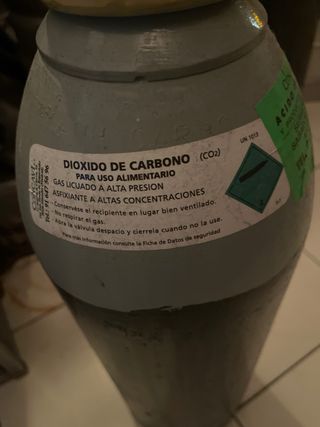 DIOXIDO DE CARBONO (CO₂)
PARA USO ALIMENTARIO
GAS LICUADO A ALTA PRESION
ASFIXIANTE A ALTAS CONCENTRACIONES
- Consérvese el recipiente en lugar bien ventilado.
- No respirar el gas.
- Abra la válvula despacio y cierrela cuando no la use.
Para más información consulte la Ficha de Datos de seguridad
UN 1013